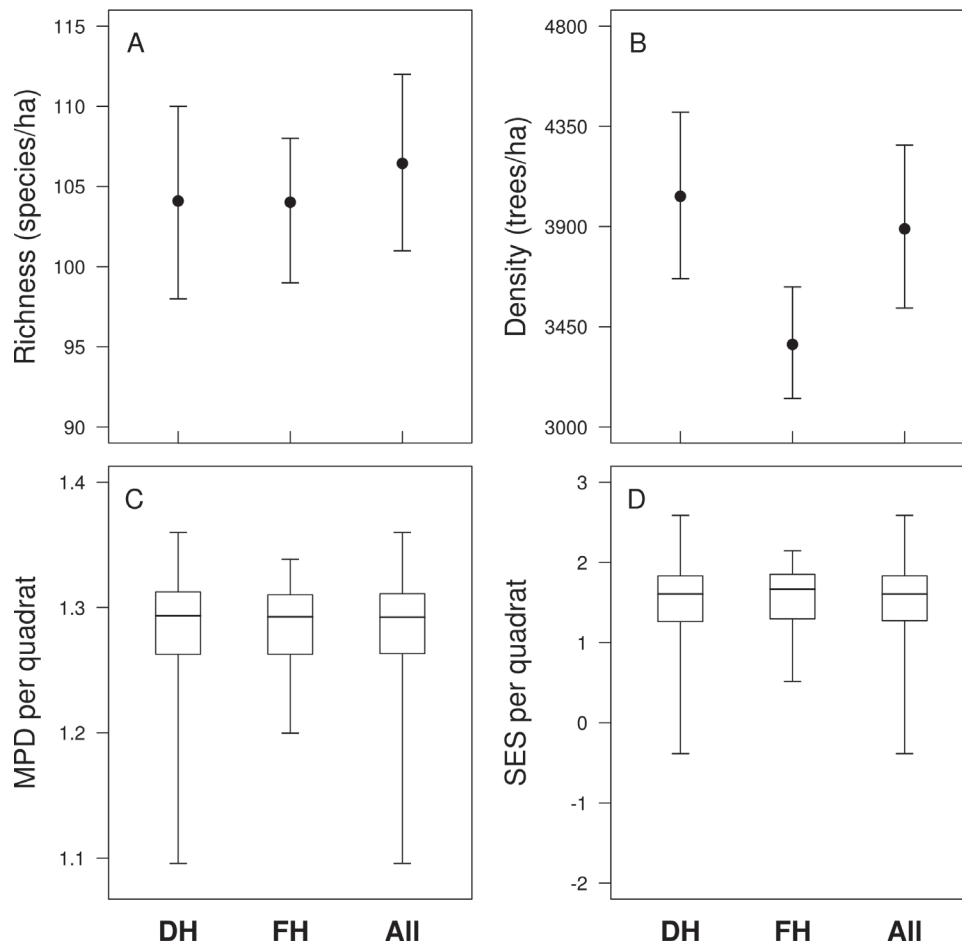 A
Richness (species/ha)
115
110
105
100
95
90
B
Density (trees/ha)
4800
4350
3900
3450
3000
C
MPD per quadrat
1.4
1.3
1.2
1.1
DH FH All
D
SES per quadrat
3
2
1
0
-1
-2
DH FH All